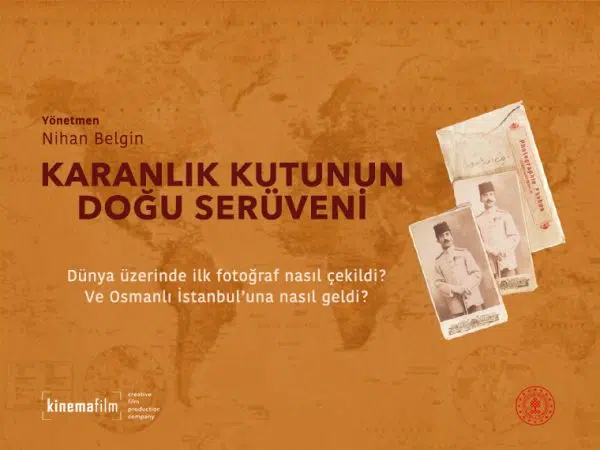 Yönetmen
Nihan Belgin
KARANLIK KUTUNUN
DOĞU SERÜVENİ
Dünya üzerinde ilk fotoğraf nasıl çekildi?
Ve Osmanlı İstanbul'una nasıl geldi?
kinemafilm
creative
film
production
company